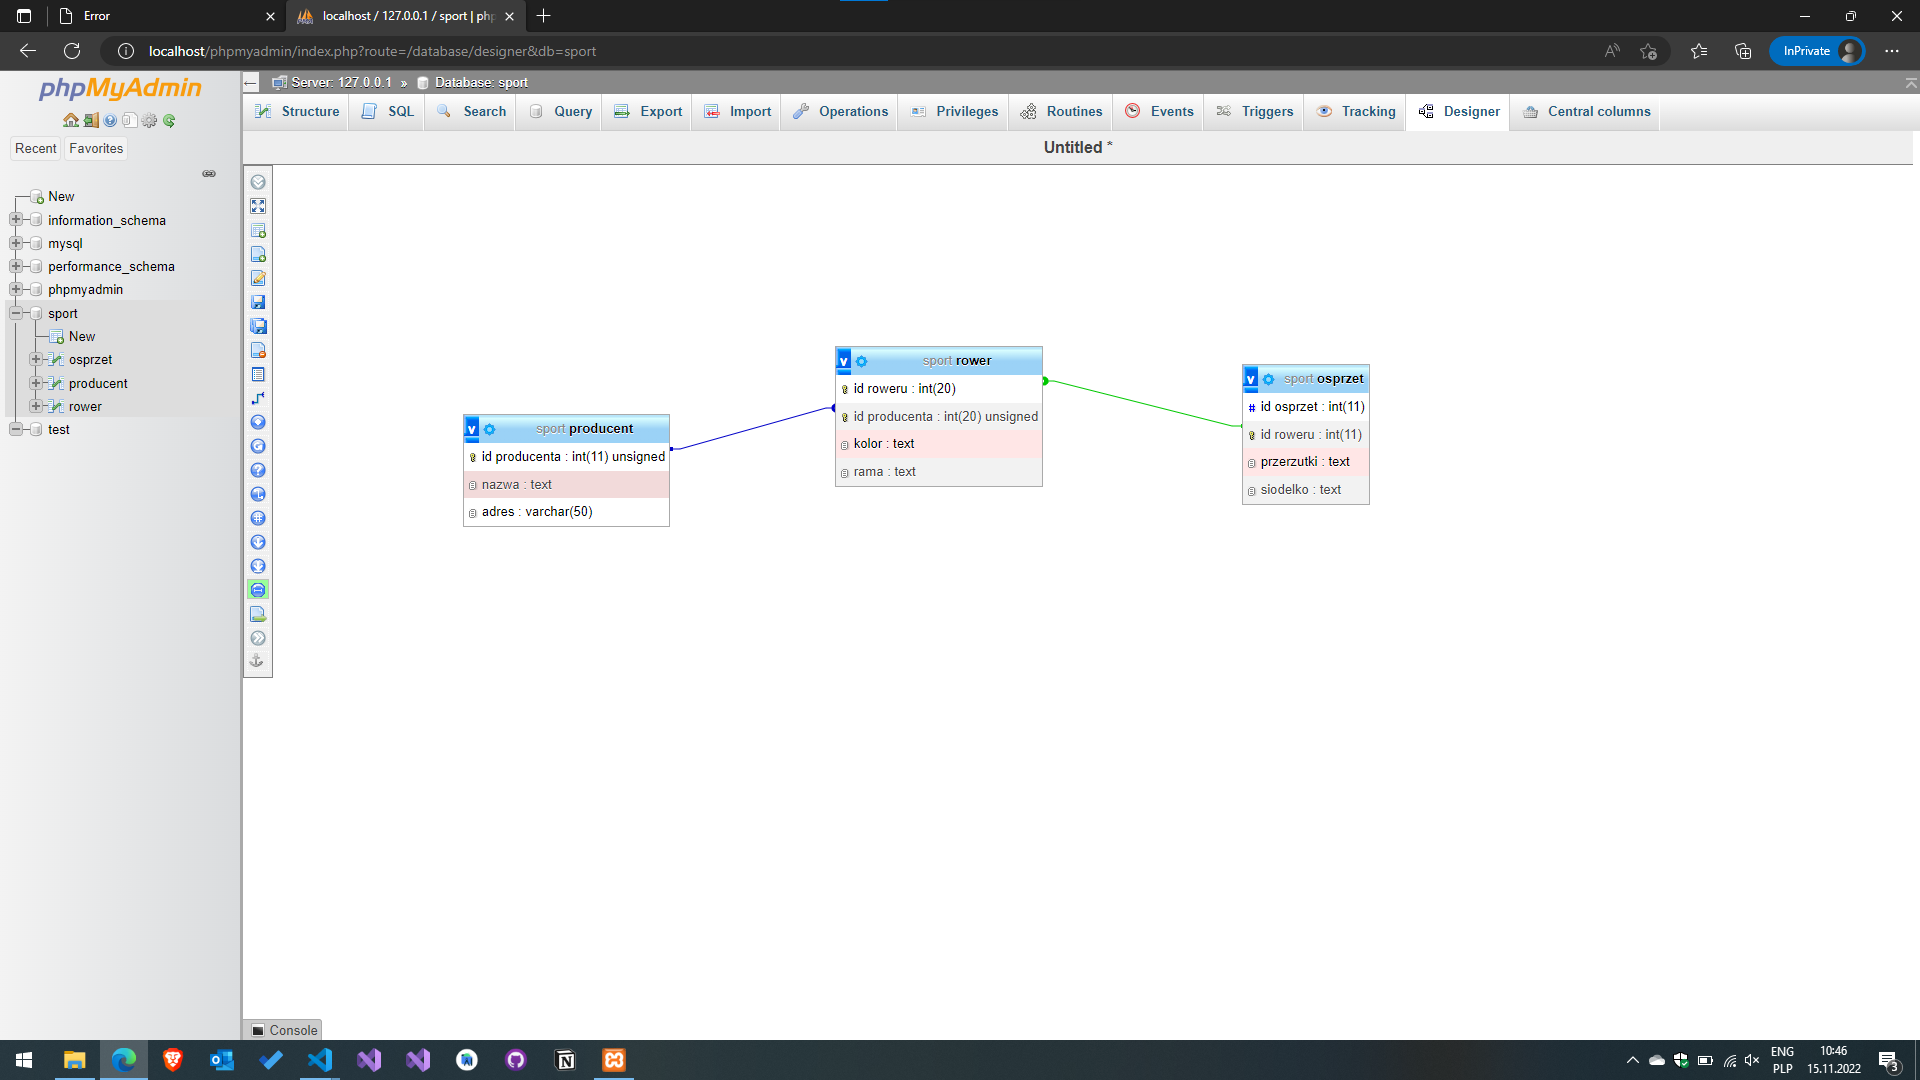 Error
localhost / 127.0.0.1 / sport | php
localhost/phpmyadmin/index.php?route=/database/designer&db=sport
InPrivate
phpMyAdmin
Recent
Favorites
New
information_schema
mysql
performance_schema
phpmyadmin
sport
New
osprzet
producent
rower
test
Server: 127.0.0.1 » Database: sport
Structure
SQL
Search
Query
Export
Import
Operations
Privileges
Routines
Events
Triggers
Tracking
Designer
Central columns
Untitled *
v sport producent
id producenta : int(11) unsigned
nazwa : text
adres : varchar(50)
v sport rower
id roweru : int(20)
id producenta : int(20) unsigned
kolor : text
rama : text
v sport osprzet
# id osprzet : int(11)
id roweru : int(11)
przerzutki : text
siodelko : text
Console
ENG
PLP
10:46
15.11.2022
3